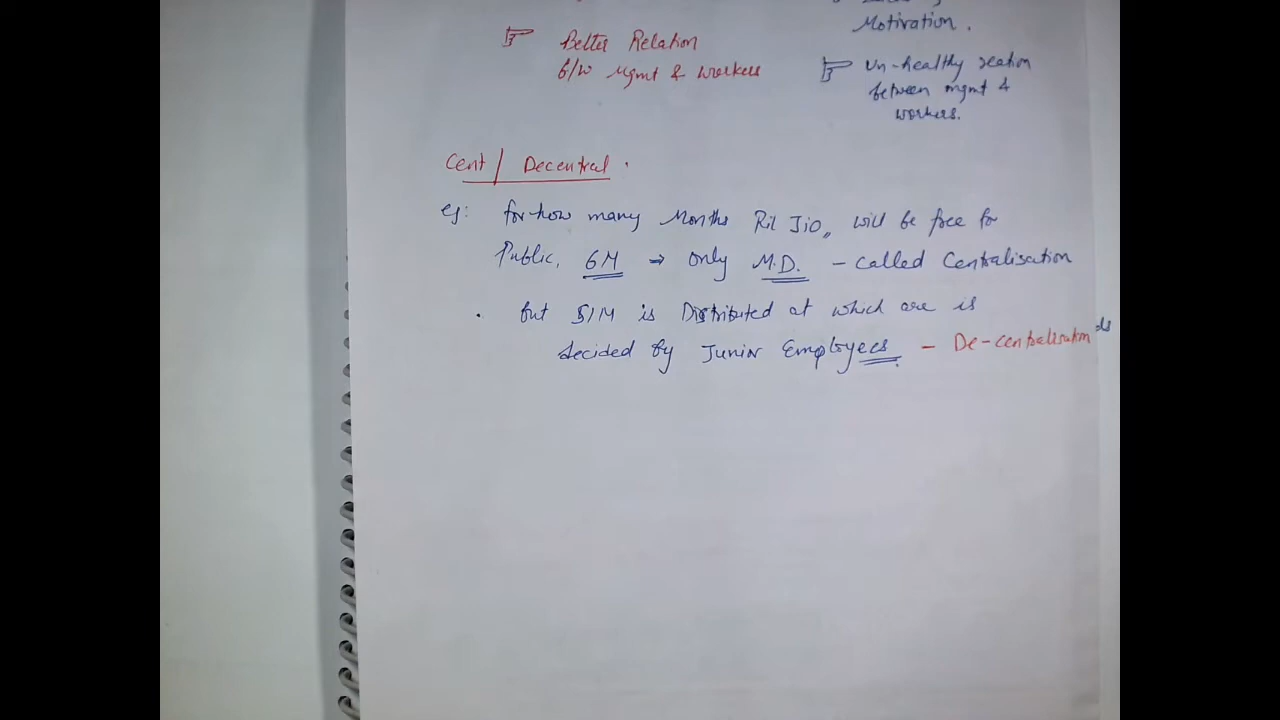 Motivation.
Better Relation
b/w Mgmt & workers
Un-healthy reation
between mgmt &
workers.
Cent / Decentral.
eg: for how many Months Ril Jio, will be free for
Public, 6M → only M.D. - called Centralisation
. but SIM is Distributed at which are is
decided by Junior Employees - De-centralisation